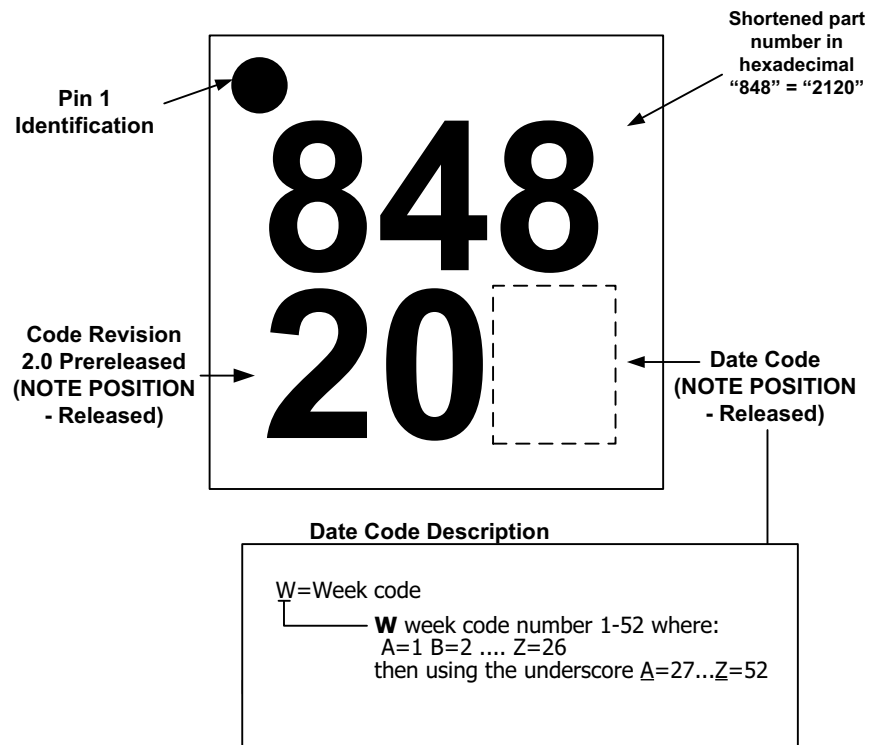 Shortened part
number in
hexadecimal
“848” = “2120”
Pin 1
Identification
848
20
Code Revision
2.0 Prereleased
(NOTE POSITION
- Released)
Date Code
(NOTE POSITION
- Released)
Date Code Description
W=Week code
W week code number 1-52 where:
A=1 B=2 .... Z=26
then using the underscore A=27...Z=52